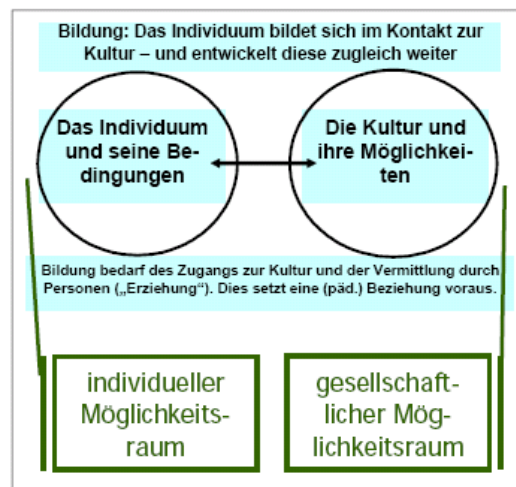 Bildung: Das Individuum bildet sich im Kontakt zur
Kultur – und entwickelt diese zugleich weiter
Das Individuum
und seine Be-
dingungen
Die Kultur und
ihre Möglichkei-
ten
Bildung bedarf des Zugangs zur Kultur und der Vermittlung durch
Personen („Erziehung“). Dies setzt eine (päd.) Beziehung voraus.
individueller
Möglichkeits-
raum
gesellschaft-
licher Mög-
lichkeitsraum